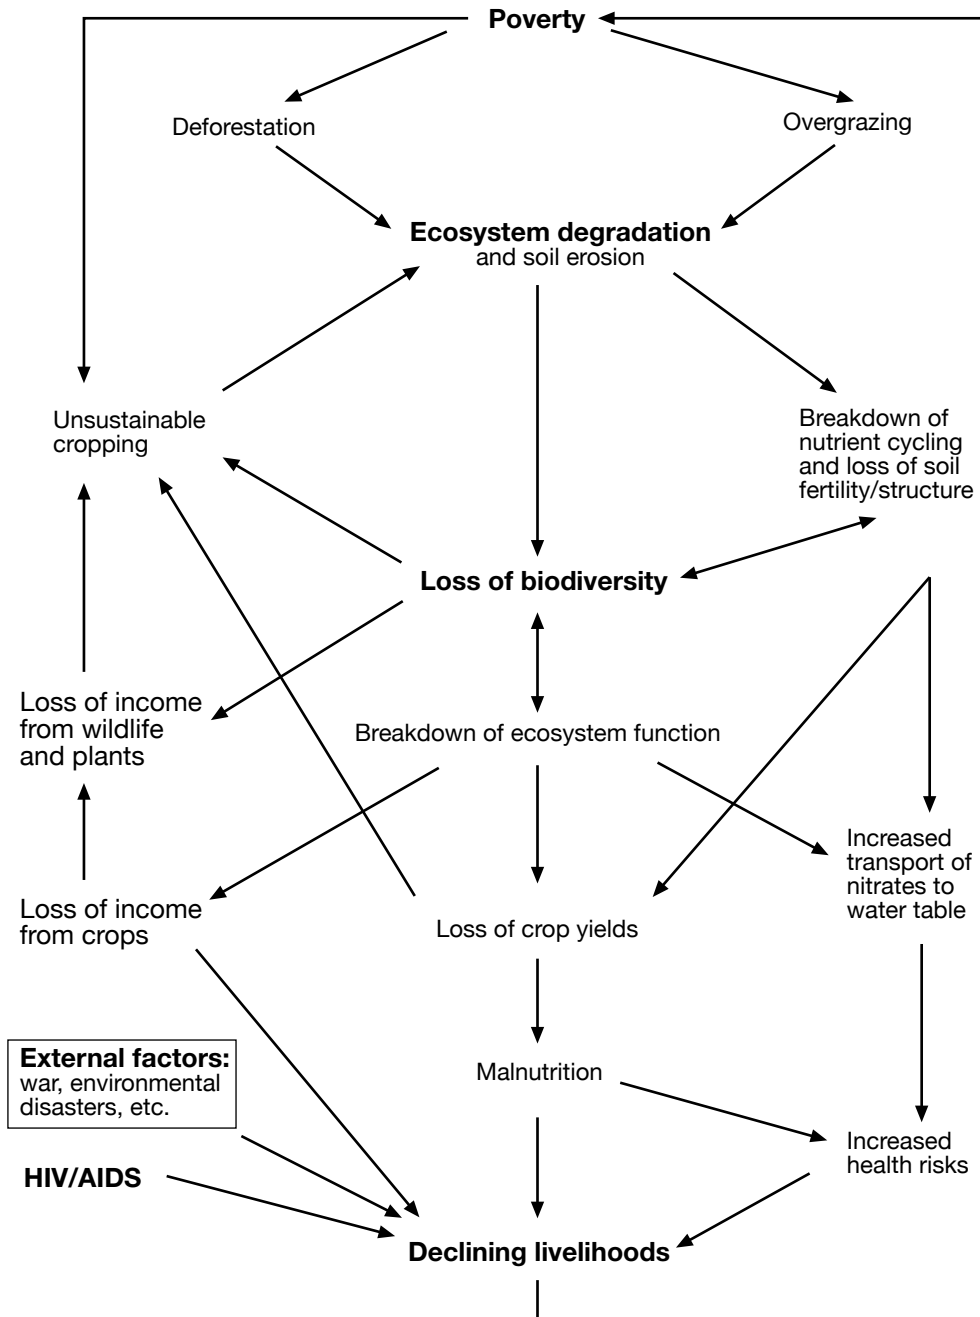 Poverty
Deforestation
Overgrazing
Ecosystem degradation
and soil erosion
Unsustainable
cropping
Breakdown of
nutrient cycling
and loss of soil
fertility/structure
Loss of biodiversity
Loss of income
from wildlife
and plants
Breakdown of ecosystem function
Increased
transport of
nitrates to
water table
Loss of income
from crops
Loss of crop yields
External factors:
war, environmental
disasters, etc.
Malnutrition
Increased
health risks
HIV/AIDS
Declining livelihoods